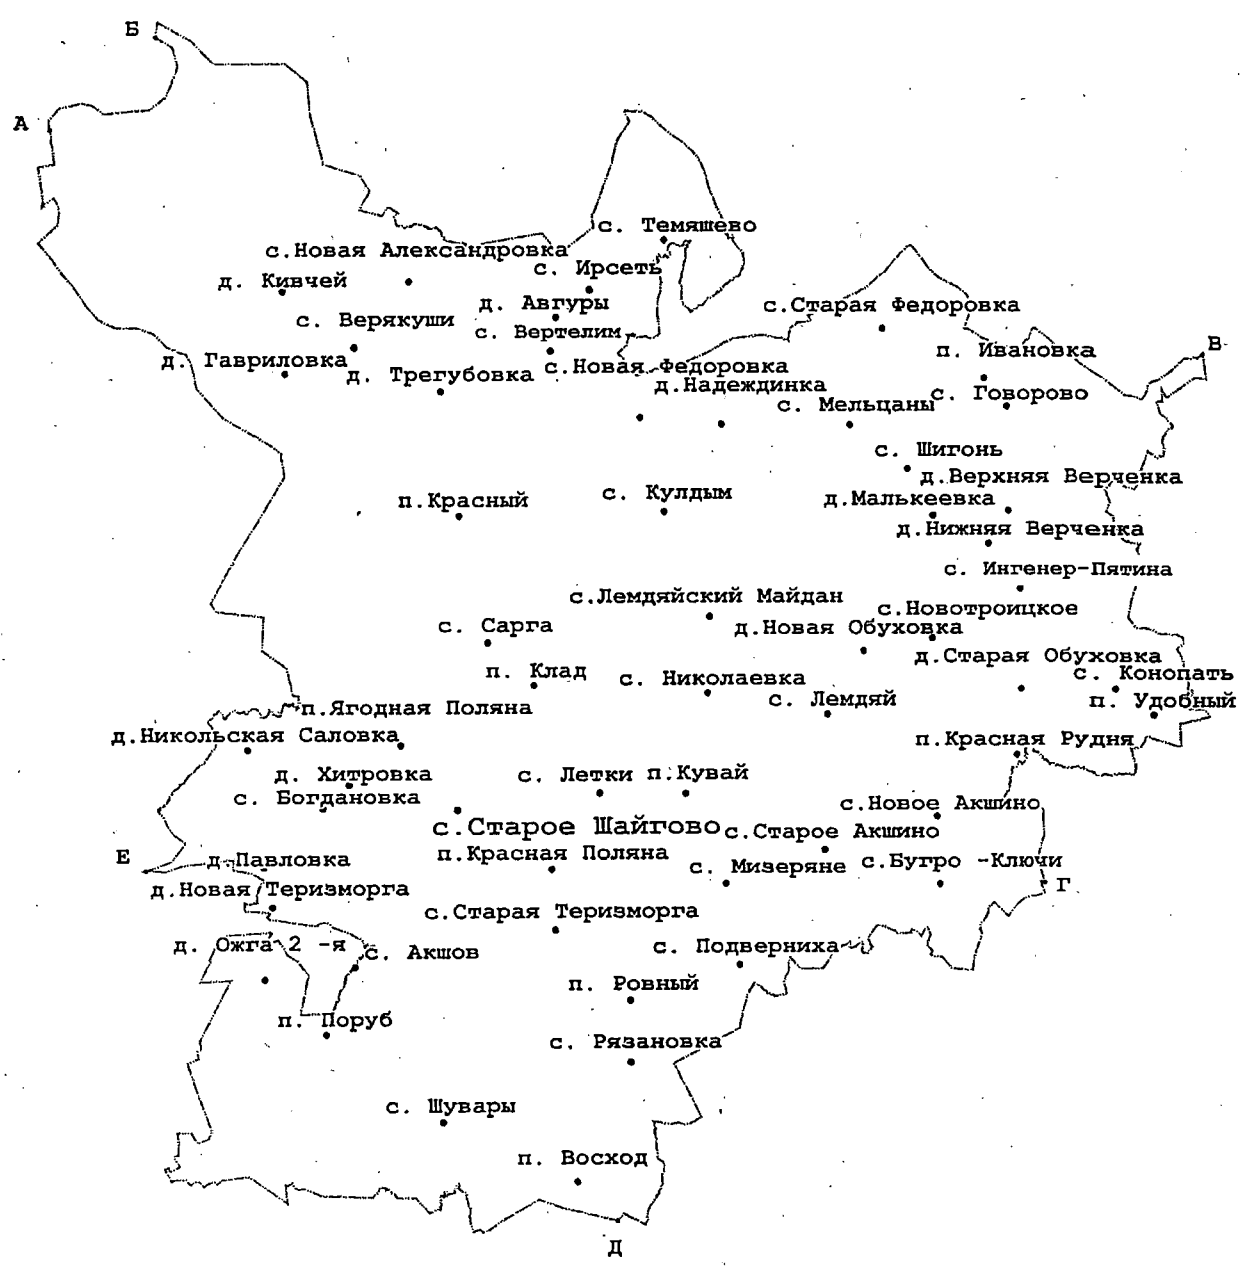 Б
А
с. Темяшево
с.Новая Александровка
с. Ирсеть
д. Кивчей
д. Авгуры
с.Старая Федоровка
с. Верякуши
с. Вертелим
В
п. Ивановка
д. Гавриловка
д. Трегубовка
с.Новая Федоровка
д.Надеждинка
с. Мельцаны
с. Говорово
с. Шигонь
д.Верхняя Верченка
п.Красный
с. Кулдым
д.Малькеевка
д.Нижняя Верченка
с. Ингенер-Пятина
с.Лемдяйский Майдан
с.Новотроицкое
с. Сарга
д.Новая Обуховка
д.Старая Обуховка
п. Клад
с. Николаевка
с. Конопать
с. Лемдяй
п. Удобный
п.Ягодная Поляна
д.Никольская Саловка
п.Красная Рудня
д. Хитровка
с. Летки
п.Кувай
с. Богдановка
с.Новое Акшино
с.Старое Шайгово
с.Старое Акшино
Е
д.Павловка
п.Красная Поляна
с. Мизеряне
с.Бугро -Ключи
д.Новая Теризморга
Г
с.Старая Теризморга
д. Ожга 2 -я
с. Акшов
с. Подверниха
п. Ровный
п. Поруб
с. Рязановка
с. Шувары
п. Восход
Д